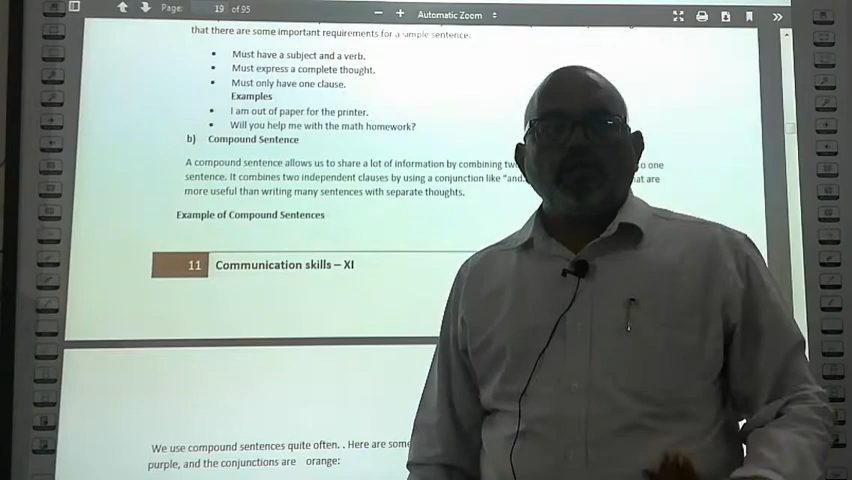 Page: 19 of 95 − + Automatic Zoom
that there are some important requirements for a simple sentence.
• Must have a subject and a verb.
• Must express a complete thought.
• Must only have one clause.
Examples
• I am out of paper for the printer.
• Will you help me with the math homework?
b) Compound Sentence
A compound sentence allows us to share a lot of information by combining two o one
sentence. It combines two independent clauses by using a conjunction like "and. at are
more useful than writing many sentences with separate thoughts.
Example of Compound Sentences
11 Communication skills – XI
We use compound sentences quite often. . Here are some
purple, and the conjunctions are orange: